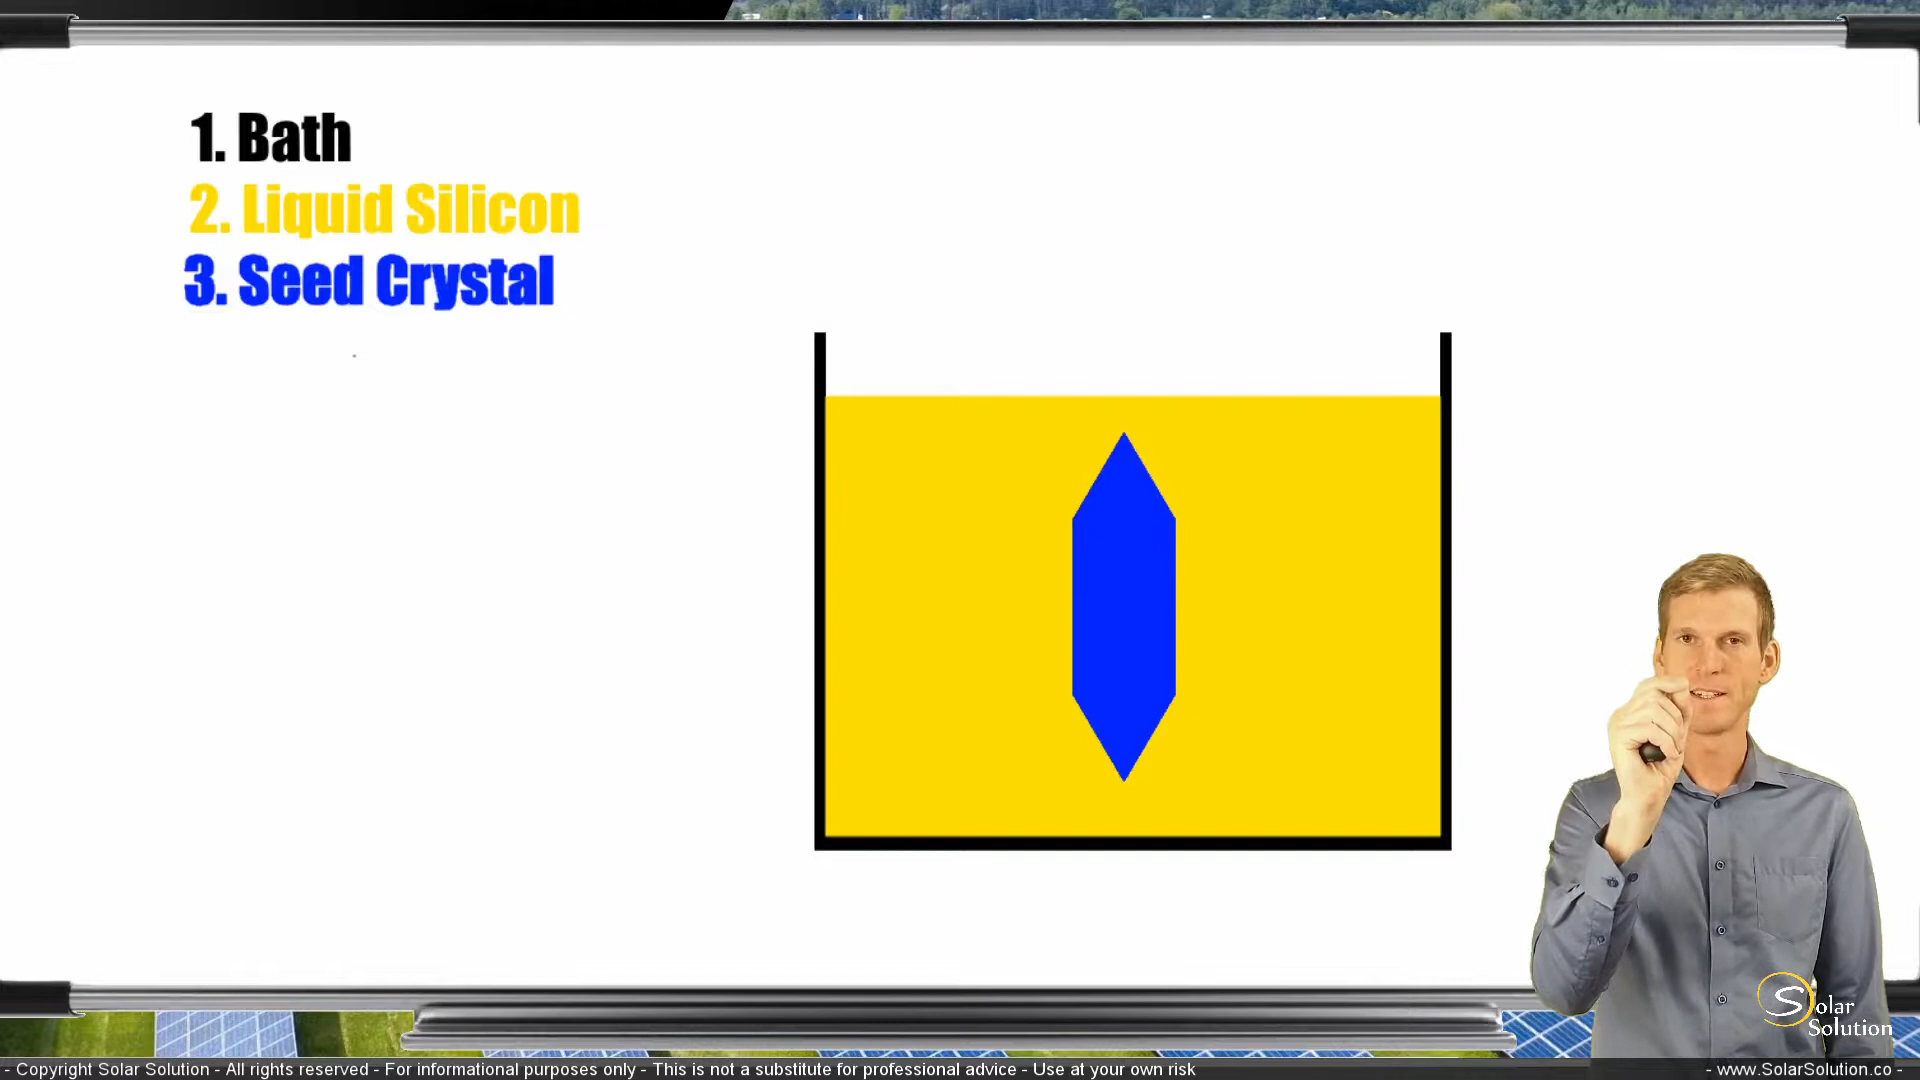 1. Bath
2. Liquid Silicon
3. Seed Crystal
Solar
Solution
- Copyright Solar Solution - All rights reserved - For informational purposes only - This is not a substitute for professional advice - Use at your own risk
- www.SolarSolution.co -